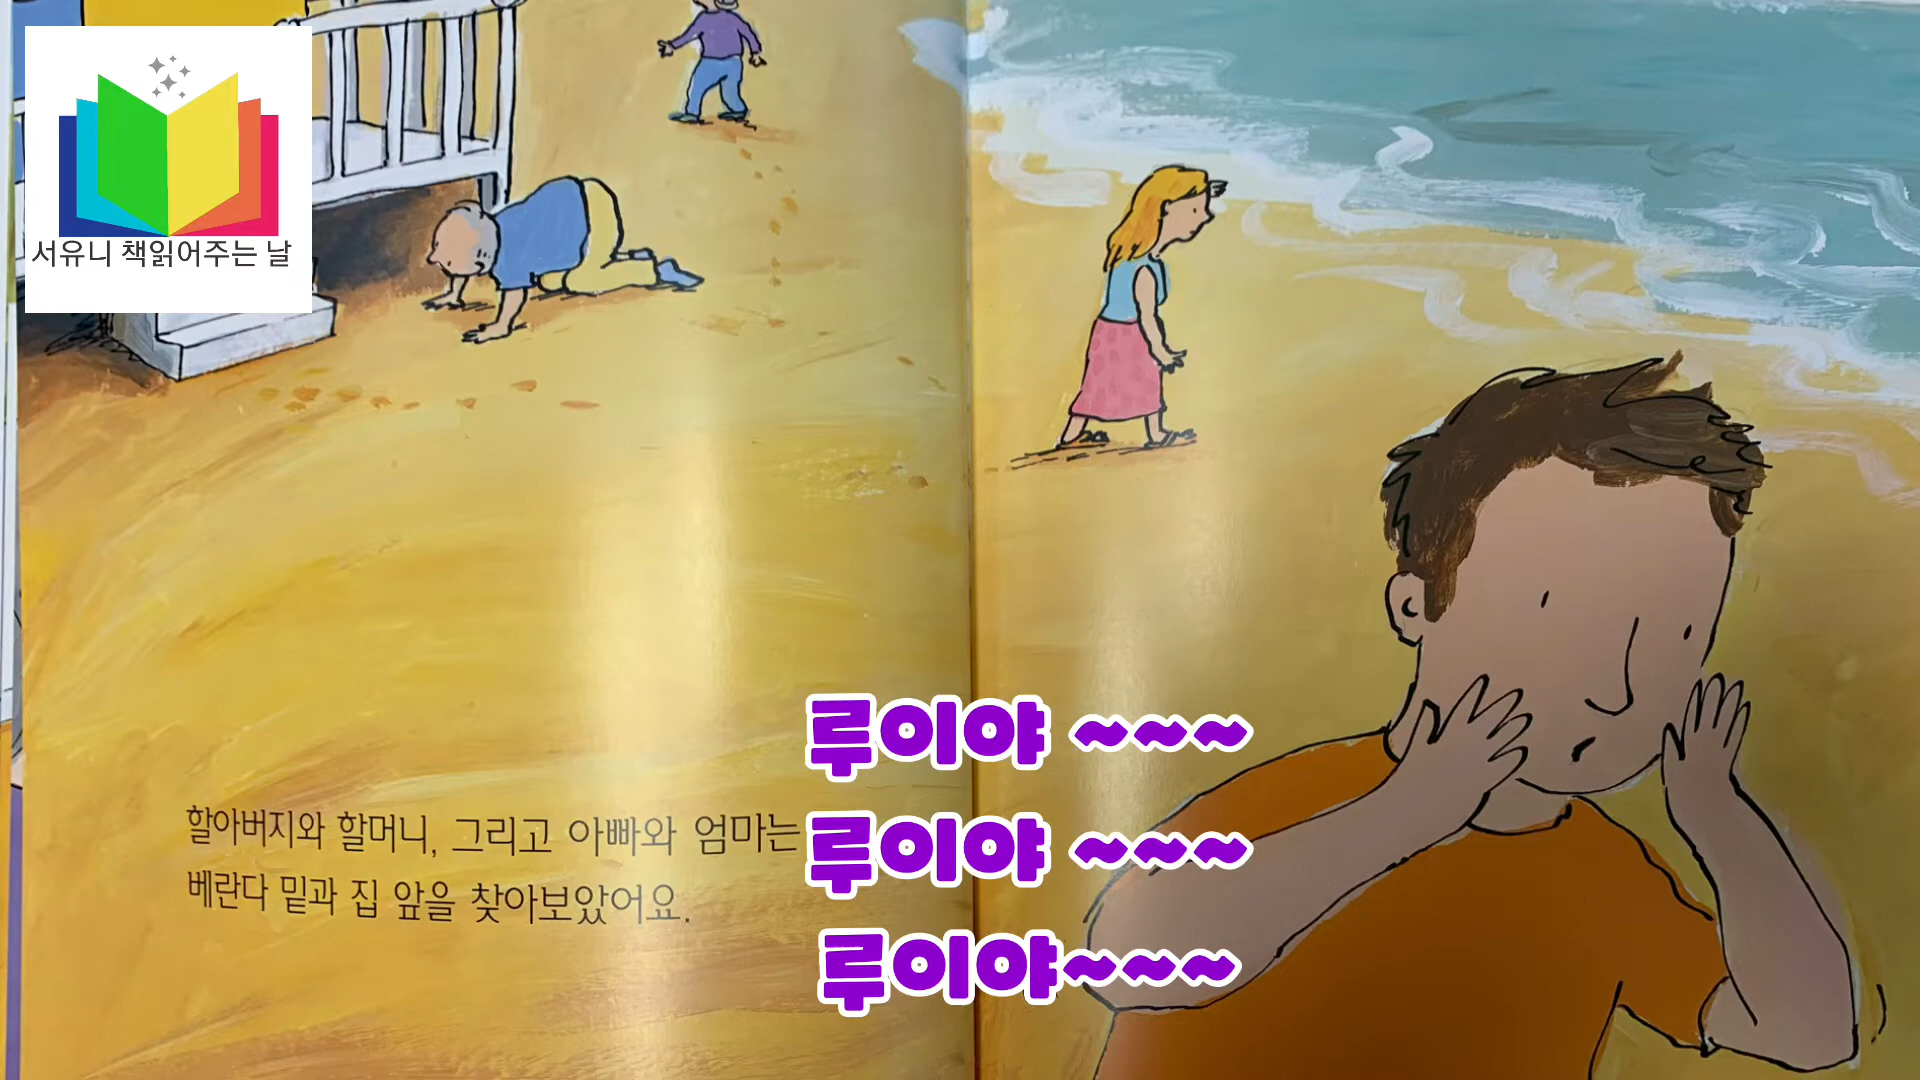 서유니 책읽어주는 날
할아버지와 할머니, 그리고 아빠와 엄마는
베란다 밑과 집 앞을 찾아보았어요.
루이야 ~~~
루이야 ~~~
루이야~~~